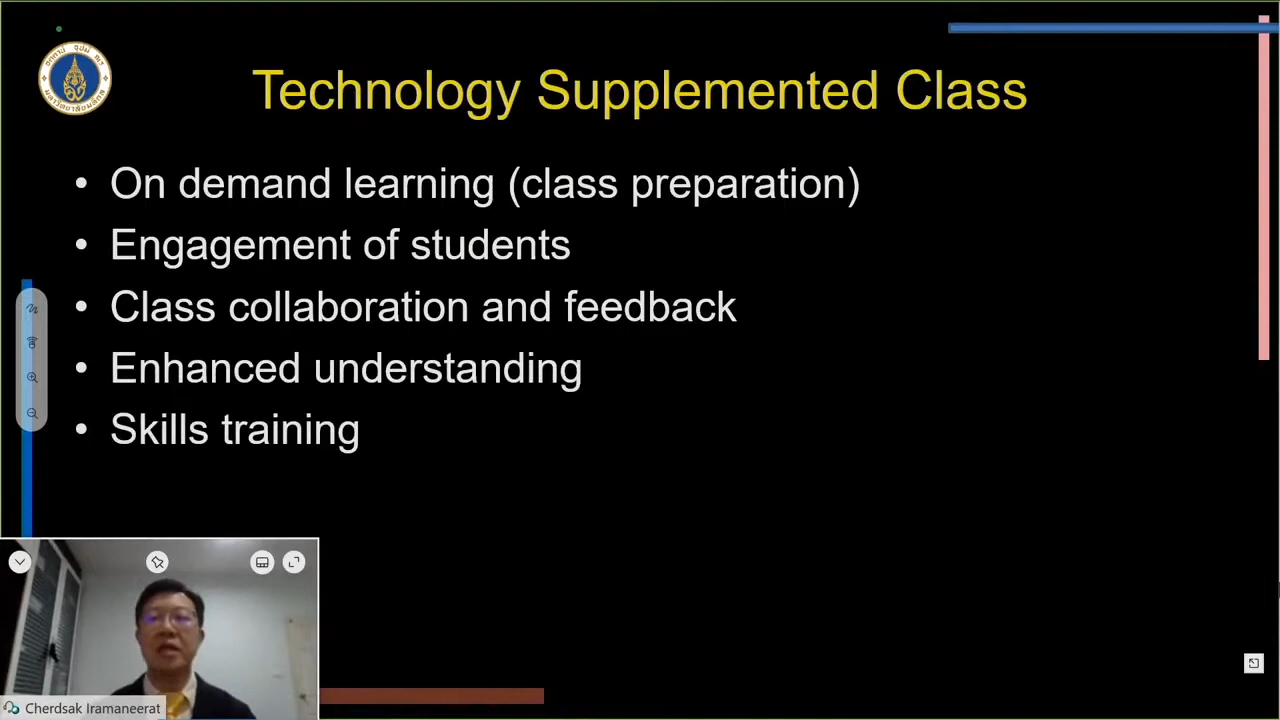 Technology Supplemented Class
• On demand learning (class preparation)
• Engagement of students
• Class collaboration and feedback
• Enhanced understanding
• Skills training
Cherdsak Iramaneerat